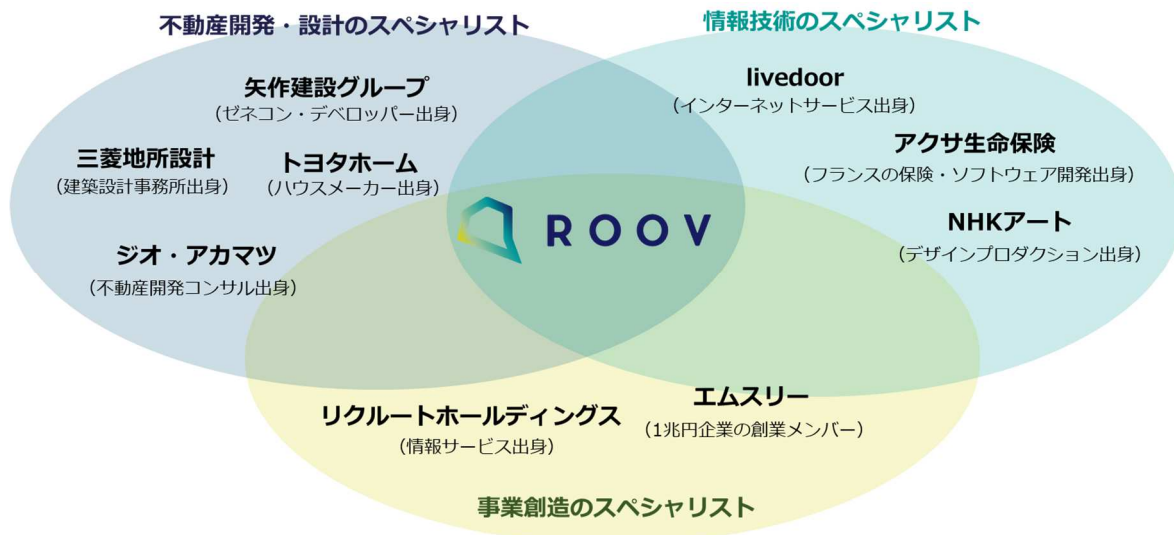 不動産開発・設計のスペシャリスト
情報技術のスペシャリスト
矢作建設グループ
（ゼネコン・デベロッパー出身）
livedoor
（インターネットサービス出身）
三菱地所設計
（建築設計事務所出身）
トヨタホーム
（ハウスメーカー出身）
アクサ生命保険
（フランスの保険・ソフトウェア開発出身）
ROOV
NHKアート
（デザインプロダクション出身）
ジオ・アカマツ
（不動産開発コンサル出身）
リクルートホールディングス
（情報サービス出身）
エムスリー
（1兆円企業の創業メンバー）
事業創造のスペシャリスト